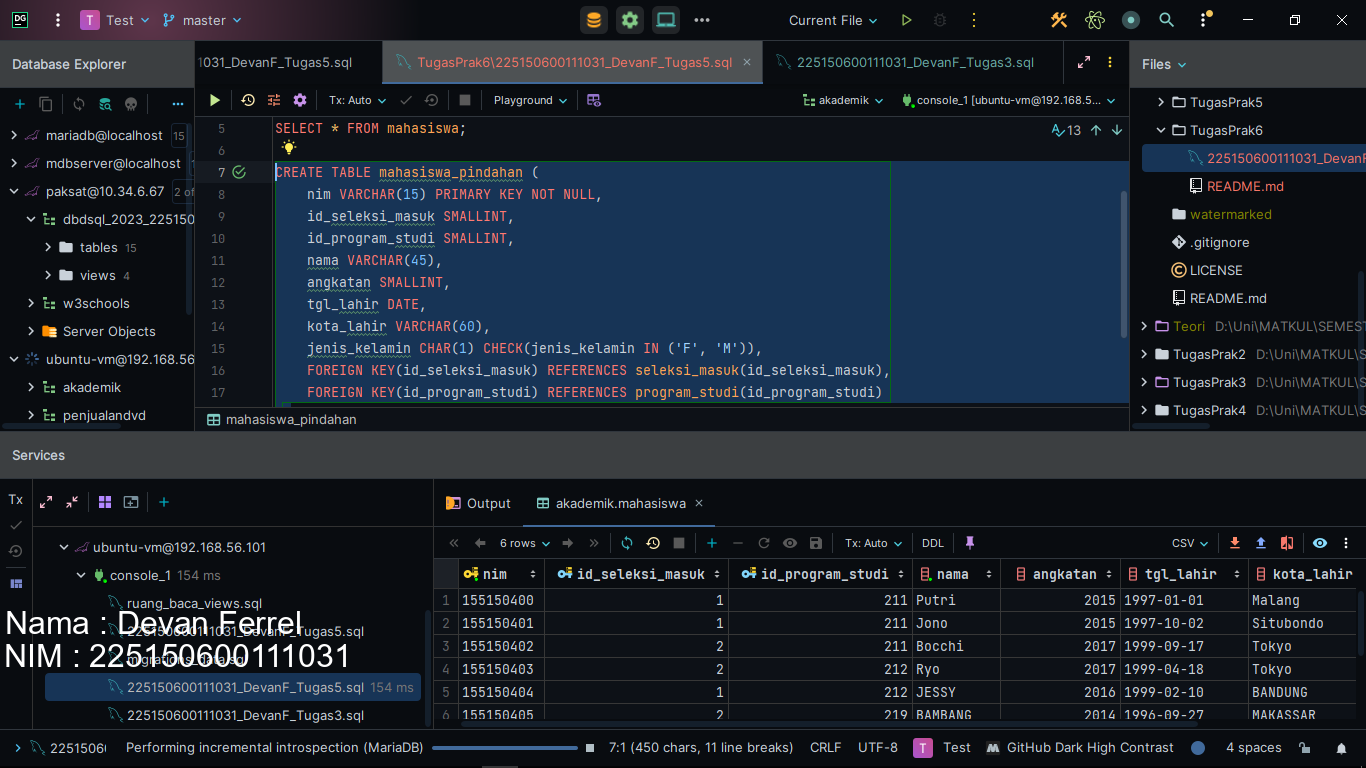 DG T Test master Current File
Database Explorer
1031_DevanF_Tugas5.sql TugasPrak6\225150600111031_DevanF_Tugas5.sql 225150600111031_DevanF_Tugas3.sql
Files
Tx: Auto Playground akademik console_1 [ubuntu-vm@192.168.5...
mariadb@localhost 15
mdbserver@localhost
paksat@10.34.6.67 2 of
dbdsql_2023_225150
tables 15
views 4
w3schools
Server Objects
ubuntu-vm@192.168.56
akademik
penjualandvd
13
5 SELECT * FROM mahasiswa;
6
7 CREATE TABLE mahasiswa_pindahan (
8 nim VARCHAR(15) PRIMARY KEY NOT NULL,
9 id_seleksi_masuk SMALLINT,
10 id_program_studi SMALLINT,
11 nama VARCHAR(45),
12 angkatan SMALLINT,
13 tgl_lahir DATE,
14 kota_lahir VARCHAR(60),
15 jenis_kelamin CHAR(1) CHECK(jenis_kelamin IN ('F', 'M')),
16 FOREIGN KEY(id_seleksi_masuk) REFERENCES seleksi_masuk(id_seleksi_masuk),
17 FOREIGN KEY(id_program_studi) REFERENCES program_studi(id_program_studi)
mahasiswa_pindahan
TugasPrak5
TugasPrak6
225150600111031_DevanF
README.md
watermarked
.gitignore
LICENSE
README.md
Teori D:\Uni\MATKUL\SEMEST
TugasPrak2 D:\Uni\MATKUL\S
TugasPrak3 D:\Uni\MATKUL\S
TugasPrak4 D:\Uni\MATKUL\S
Services
Tx
ubuntu-vm@192.168.56.101
console_1 154 ms
ruang_baca_views.sql
225150600111031_DevanF_Tugas5.sql
migrations_data.sql
225150600111031_DevanF_Tugas5.sql 154 ms
225150600111031_DevanF_Tugas3.sql
Nama : Devan Ferrel
NIM : 225150600111031
Output akademik.mahasiswa
6 rows Tx: Auto DDL CSV
nim id_seleksi_masuk id_program_studi nama angkatan tgl_lahir kota_lahir
1 155150400 1 211 Putri 2015 1997-01-01 Malang
2 155150401 1 211 Jono 2015 1997-10-02 Situbondo
3 155150402 2 211 Bocchi 2017 1999-09-17 Tokyo
4 155150403 2 212 Ryo 2017 1999-04-18 Tokyo
5 155150404 1 212 JESSY 2016 1999-02-10 BANDUNG
6 155150405 2 219 BAMBANG 2014 1996-09-27 MAKASSAR
2251506( Performing incremental introspection (MariaDB) 7:1 (450 chars, 11 line breaks) CRLF UTF-8 T Test GitHub Dark High Contrast 4 spaces